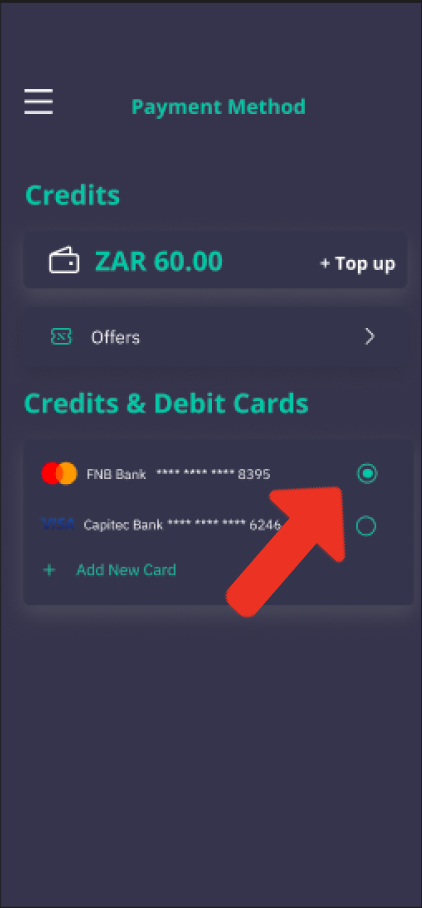 Payment Method
Credits
ZAR 60.00 + Top up
Offers
Credits & Debit Cards
FNB Bank **** **** **** 8395
VISA Capitec Bank **** **** **** 6246
+ Add New Card